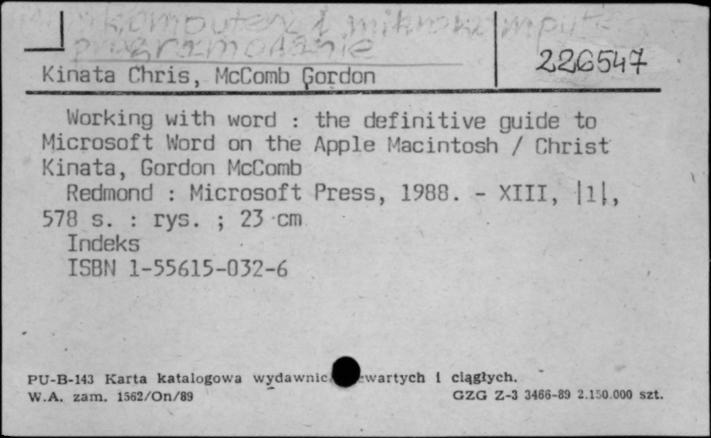 komputery i mikrokomput
programowanie
226547
Kinata Chris, McComb Gordon
Working with word : the definitive guide to
Microsoft Word on the Apple Macintosh / Christ
Kinata, Gordon McComb
Redmond : Microsoft Press, 1988. - XIII, |1|,
578 s. : rys. ; 23 cm
Indeks
ISBN 1-55615-032-6
PU-B-143 Karta katalogowa wydawnic wartych i ciągłych.
W.A. zam. 1562/On/89 GZG Z-3 3466-89 2.150.000 szt.